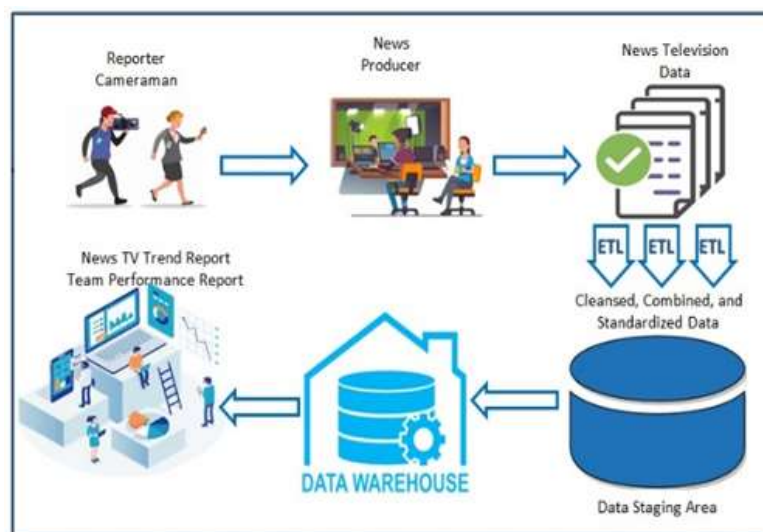 Reporter
Cameraman
News
Producer
News Television
Data
ETL ETL ETL
Cleansed, Combined, and
Standardized Data
Data Staging Area
DATA WAREHOUSE
News TV Trend Report
Team Performance Report